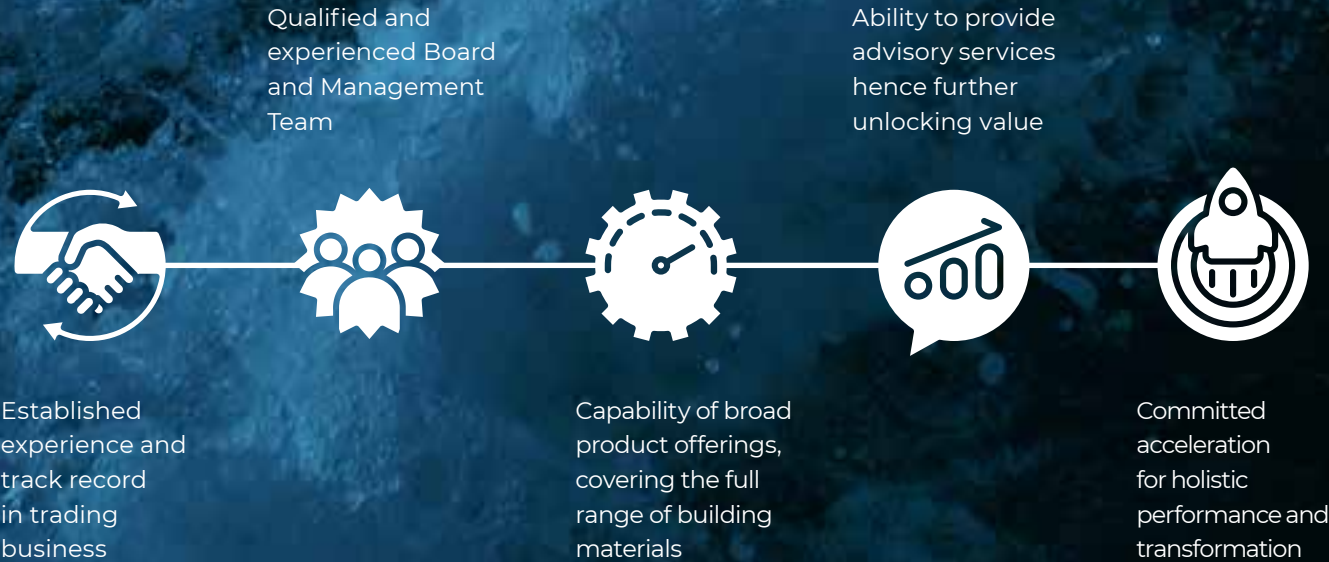 Qualified and
experienced Board
and Management
Team
Ability to provide
advisory services
hence further
unlocking value
Established
experience and
track record
in trading
business
Capability of broad
product offerings,
covering the full
range of building
materials
Committed
acceleration
for holistic
performance and
transformation